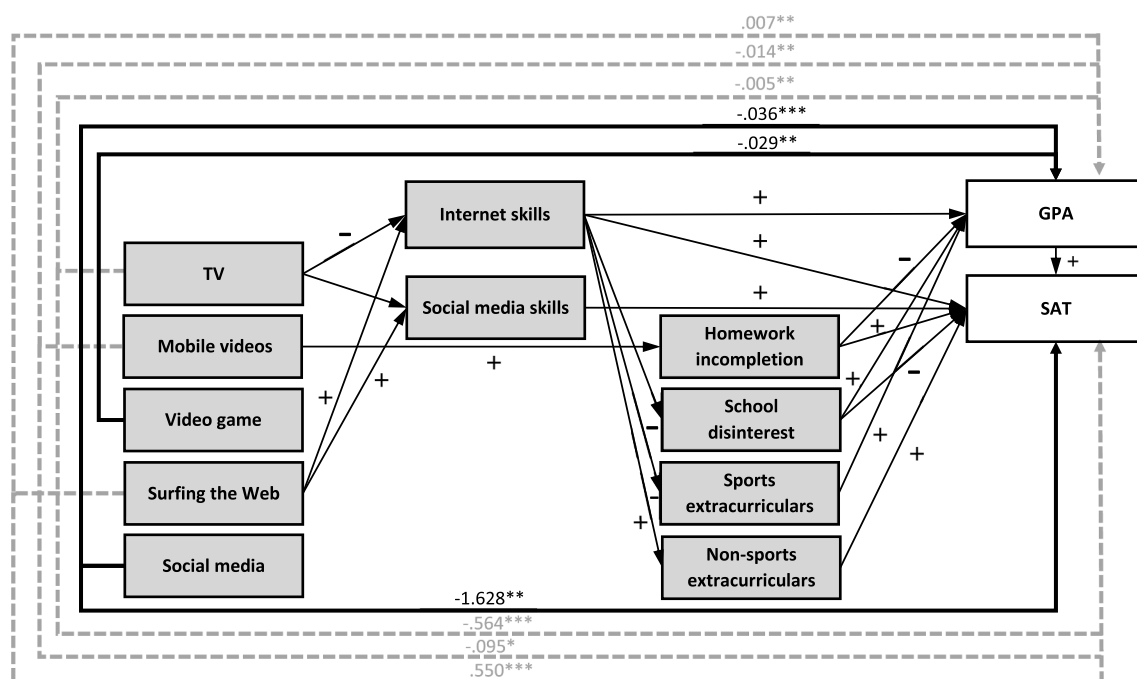 .007**
-.014**
-.005**
-.036***
-.029**
Internet skills
+
GPA
-
+
-
+
TV
Social media skills
+
SAT
Mobile videos
+
Homework
incompletion
+
+
+
-
Video game
+
School
disinterest
-
+
+
Surfing the Web
Sports
extracurriculars
-
+
Social media
Non-sports
extracurriculars
-1.628**
-.564***
-.095*
.550***